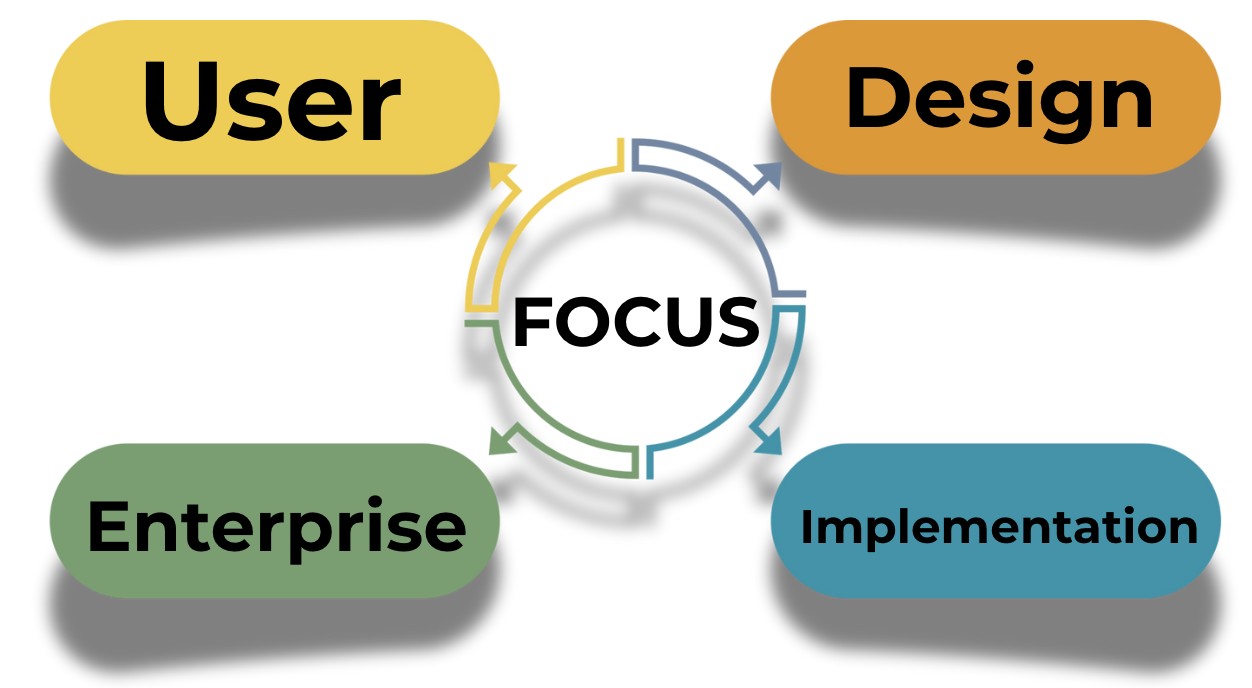 User
Design
FOCUS
Enterprise
Implementation